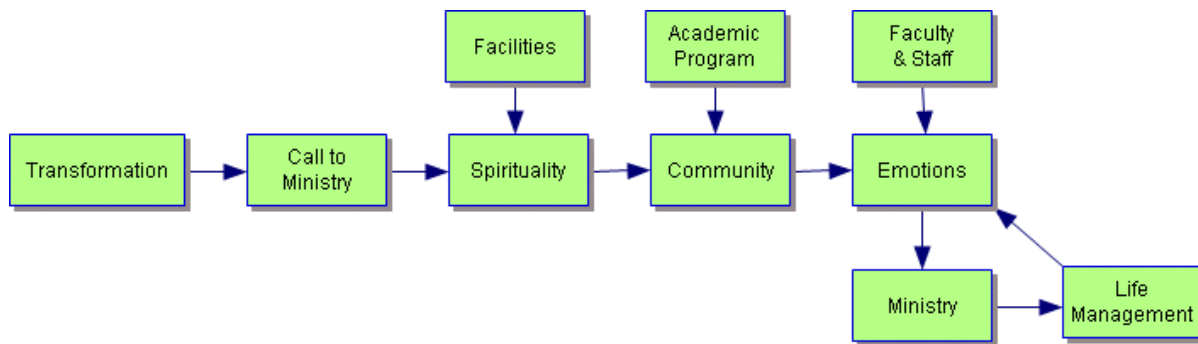 Facilities
Academic
Program
Faculty
& Staff
Transformation
Call to
Ministry
Spirituality
Community
Emotions
Ministry
Life
Management